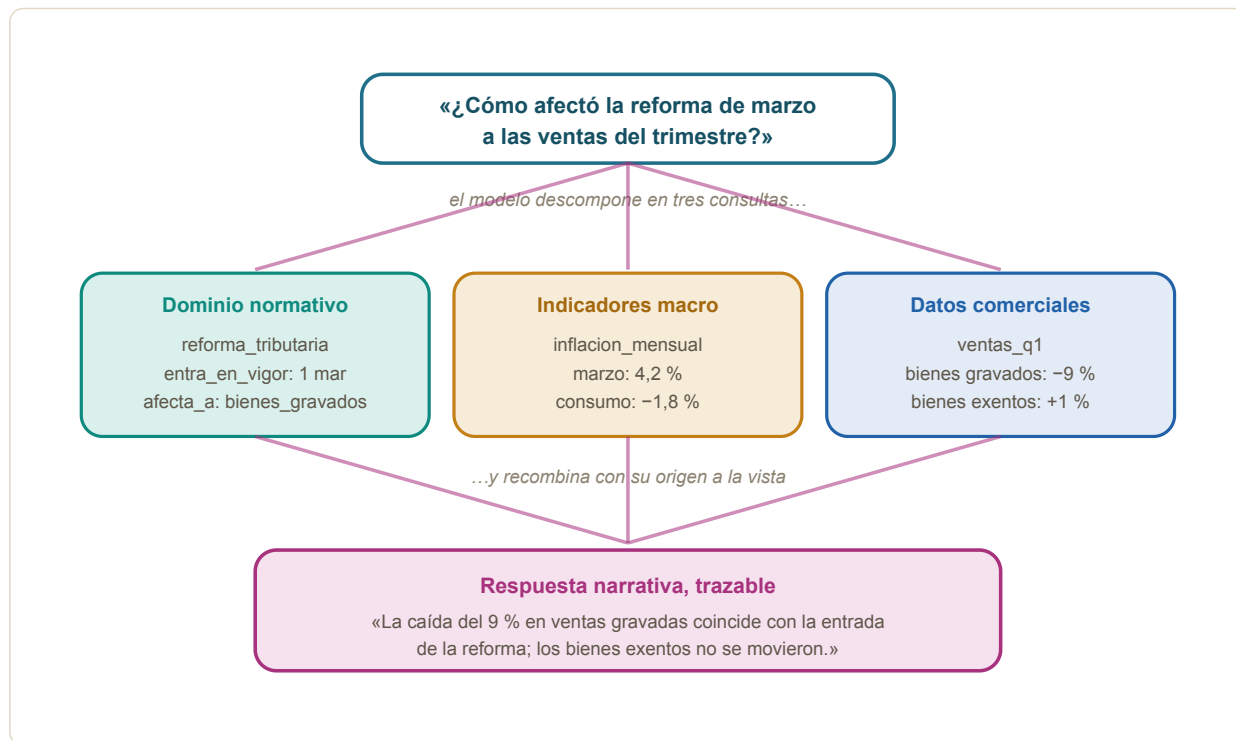 «¿Cómo afectó la reforma de marzo
a las ventas del trimestre?»
el modelo descompone en tres consultas…
Dominio normativo
reforma_tributaria
entra_en_vigor: 1 mar
afecta_a: bienes_gravados
Indicadores macro
inflacion_mensual
marzo: 4,2 %
consumo: −1,8 %
Datos comerciales
ventas_q1
bienes gravados: −9 %
bienes exentos: +1 %
…y recombina con su origen a la vista
Respuesta narrativa, trazable
«La caída del 9 % en ventas gravadas coincide con la entrada
de la reforma; los bienes exentos no se movieron.»